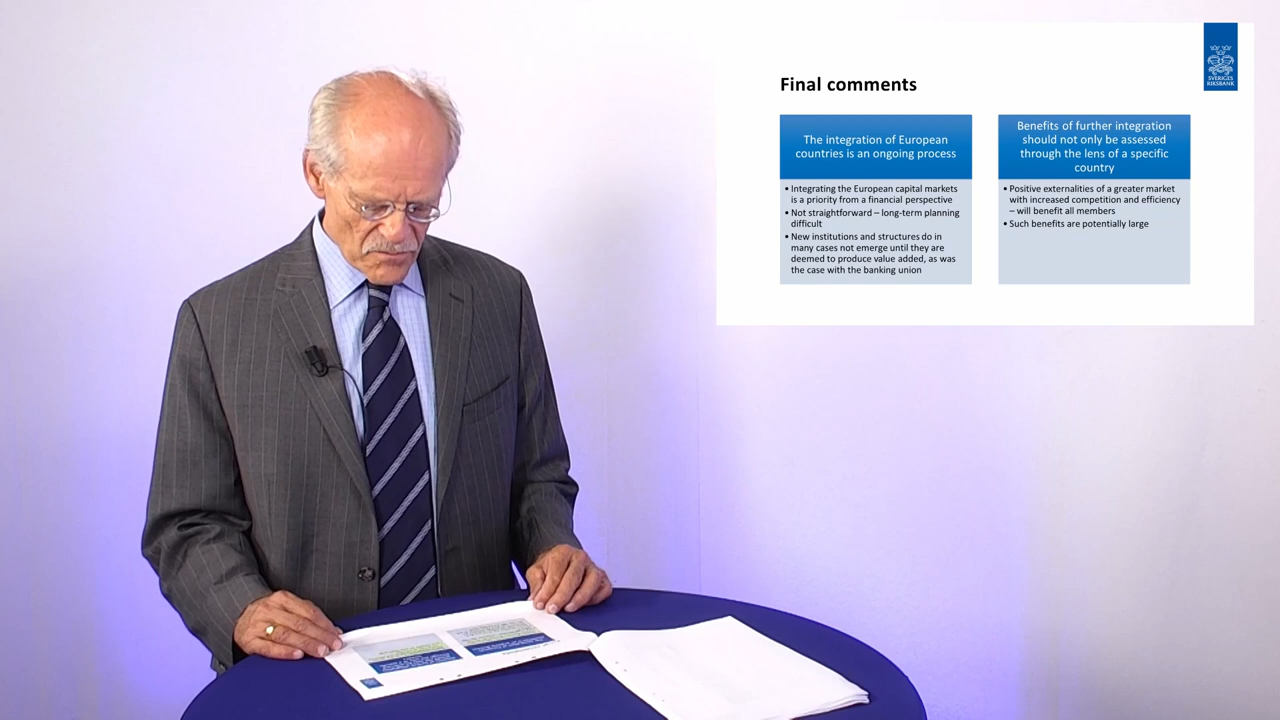 SVERIGES
RIKSBANK
Final comments
The integration of European
countries is an ongoing process
• Integrating the European capital markets
is a priority from a financial perspective
• Not straightforward – long-term planning
difficult
• New institutions and structures do in
many cases not emerge until they are
deemed to produce value added, as was
the case with the banking union
Benefits of further integration
should not only be assessed
through the lens of a specific
country
• Positive externalities of a greater market
with increased competition and efficiency
– will benefit all members
• Such benefits are potentially large